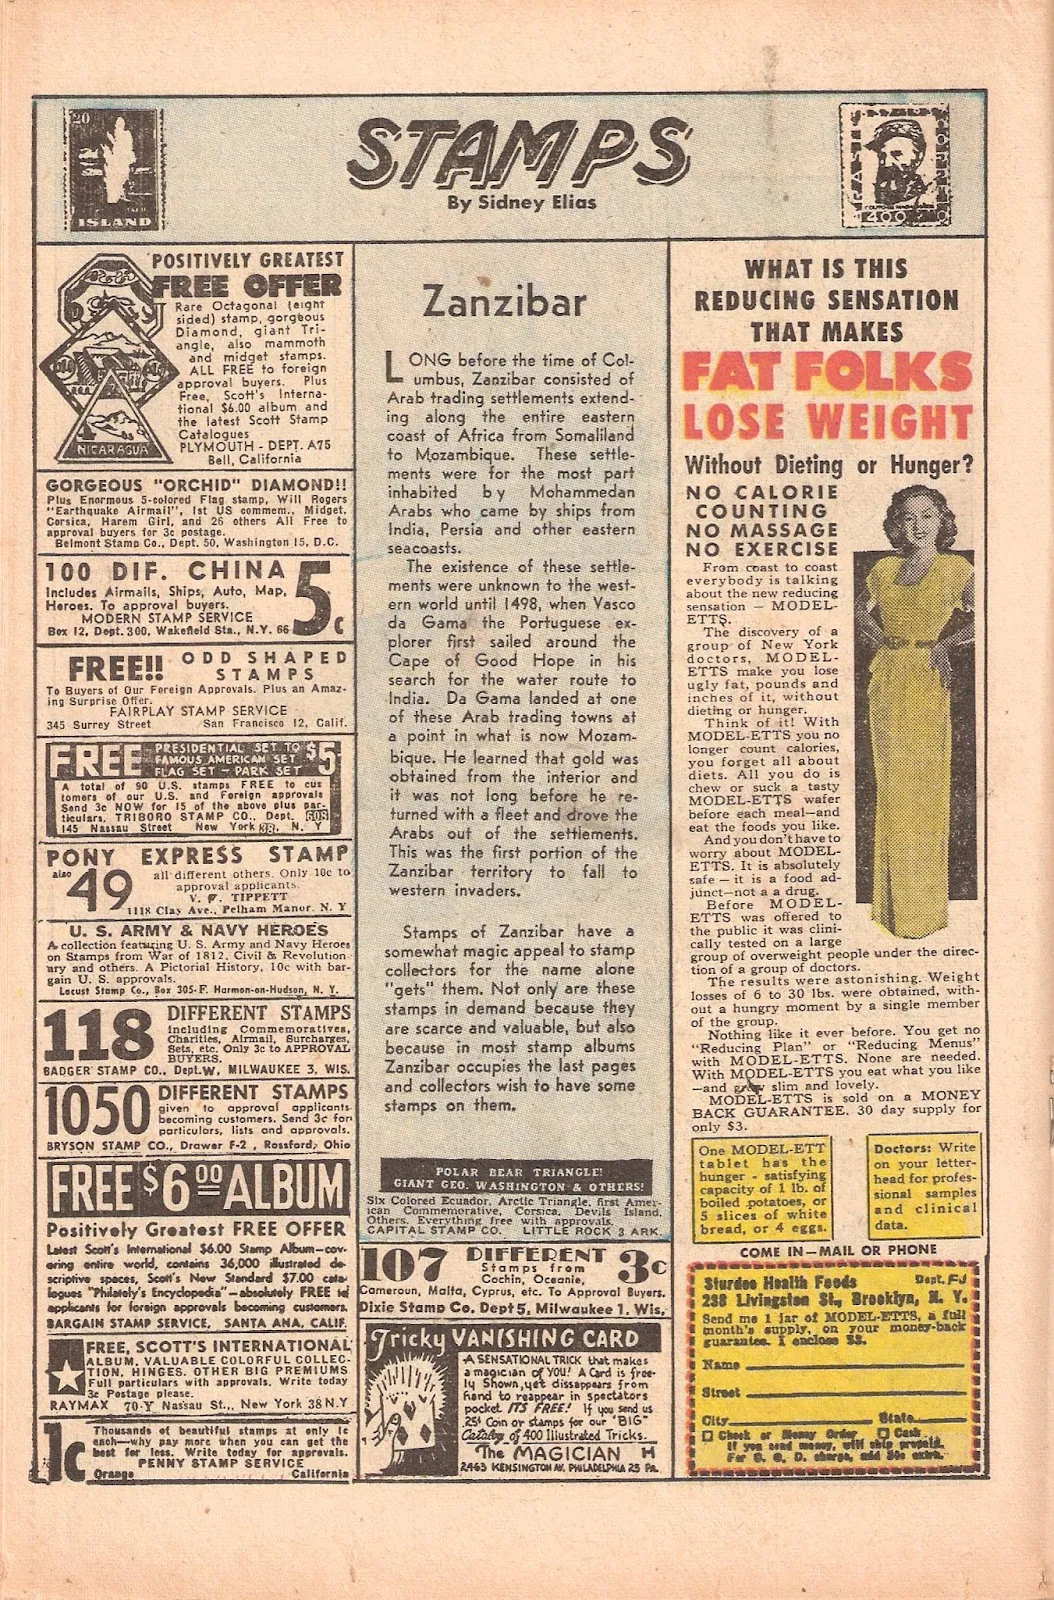 20
ISLAND
STAMPS
By Sidney Elias
400
POSITIVELY GREATEST
FREE OFFER
Rare Octagonal (eight
sided) stamp, gorgeous
Diamond, giant Tri-
angle, also mammoth
and midget stamps.
ALL FREE to foreign
approval buyers. Plus
Free, Scott's Interna-
tional $6.00 album and
the latest Scott Stamp
Catalogues
PLYMOUTH - DEPT. A75
Bell, California
NICARAGUA
GORGEOUS "ORCHID" DIAMOND!!
Plus Enormous 5-colored Flag stamp, Will Rogers
"Earthquake Airmail", 1st US commem., Midget,
Corsica, Harem Girl, and 26 others All Free to
approval buyers for 3c postage.
Belmont Stamp Co., Dept. 50, Washington 15, D.C.
100 DIF. CHINA 5c
Includes Airmails, Ships, Auto, Map,
Heroes. To approval buyers.
MODERN STAMP SERVICE
Box 12, Dept. 300, Wakefield Sta., N.Y. 66
FREE!! ODD SHAPED
STAMPS
To Buyers of Our Foreign Approvals. Plus an Amaz-
ing Surprise Offer.
FAIRPLAY STAMP SERVICE
345 Surrey Street San Francisco 12, Calif.
FREE PRESIDENTIAL SET TO $5
FAMOUS AMERICAN SET
FLAG SET - PARK SET
A total of 90 U.S. stamps FREE to cus
tomers of our U.S. and Foreign approvals
Send 3c NOW for 15 of the above plus par-
ticulars. TRIBORO STAMP CO., Dept. 608
145 Nassau Street New York 38, N. Y
PONY EXPRESS STAMP
also 49 all different others. Only 10c to
approval applicants.
V. F. TIPPETT
1118 Clay Ave., Pelham Manor. N. Y
U. S. ARMY & NAVY HEROES
A collection featuring U. S. Army and Navy Heroes
on Stamps from War of 1812, Civil & Revolution
ary and others. A Pictorial History, 10c with bar-
gain U. S. approvals.
Locust Stamp Co., Box 305-F. Harmon-on-Hudson, N. Y.
118 DIFFERENT STAMPS
Including Commemoratives,
Charities, Airmail, Surcharges,
Sets, etc. Only 3c to APPROVAL
BUYERS.
BADGER STAMP CO., Dept.W, MILWAUKEE 3, WIS.
1050 DIFFERENT STAMPS
given to approval applicants
becoming customers. Send 3c for
particulars, lists and approvals.
BRYSON STAMP CO., Drawer F-2 , Rossford, Ohio
FREE $6.00 ALBUM
Positively Greatest FREE OFFER
Latest Scott's International $6.00 Stamp Album—cov-
ering entire world, contains 36,000 illustrated de-
scriptive spaces, Scott's New Standard $7.00 cata-
logues "Philately's Encyclopedia"—absolutely FREE to
applicants for foreign approvals becoming customers.
BARGAIN STAMP SERVICE, SANTA ANA, CALIF.
FREE, SCOTT'S INTERNATIONAL
ALBUM, VALUABLE COLORFUL COLLEC-
TION, HINGES. OTHER BIG PREMIUMS
Full particulars with approvals. Write today
3c Postage please.
RAYMAX 70-Y Nassau St., New York 38 N.Y
1c Thousands of beautiful stamps at only 1c
each—why pay more when you can get the
best for less. Write today for approvals.
PENNY STAMP SERVICE
Orange California
Zanzibar
LONG before the time of Col-
umbus, Zanzibar consisted of
Arab trading settlements extend-
ing along the entire eastern
coast of Africa from Somaliland
to Mozambique. These settle-
ments were for the most part
inhabited by Mohammedan
Arabs who came by ships from
India, Persia and other eastern
seacoasts.
The existence of these settle-
ments were unknown to the west-
ern world until 1498, when Vasco
da Gama the Portuguese ex-
plorer first sailed around the
Cape of Good Hope in his
search for the water route to
India. Da Gama landed at one
of these Arab trading towns at
a point in what is now Mozam-
bique. He learned that gold was
obtained from the interior and
it was not long before he re-
turned with a fleet and drove the
Arabs out of the settlements.
This was the first portion of the
Zanzibar territory to fall to
western invaders.
Stamps of Zanzibar have a
somewhat magic appeal to stamp
collectors for the name alone
"gets" them. Not only are these
stamps in demand because they
are scarce and valuable, but also
because in most stamp albums
Zanzibar occupies the last pages
and collectors wish to have some
stamps on them.
POLAR BEAR TRIANGLE!
GIANT GEO. WASHINGTON & OTHERS!
Six Colored Ecuador, Arctic Triangle, first Amer-
ican Commemorative, Corsica, Devils Island,
Others. Everything free with approvals.
CAPITAL STAMP CO. LITTLE ROCK 3 ARK.
107 DIFFERENT 3c
Stamps from
Cochin, Oceanie,
Cameroun, Malta, Cyprus, etc. To Approval Buyers.
Dixie Stamp Co. Dept 5, Milwaukee 1, Wis.
Tricky VANISHING CARD
A SENSATIONAL TRICK that makes
a magician of YOU! A Card is free-
ly Shown, yet dissappears from
hand to reappear in spectators
pocket ITS FREE! If you send us
25¢ Coin or stamps for our "BIG"
Catalog of 400 Illustrated Tricks.
The MAGICIAN H
2463 KENSINGTON AV. PHILADELPHIA 25 PA.
WHAT IS THIS
REDUCING SENSATION
THAT MAKES
FAT FOLKS
LOSE WEIGHT
Without Dieting or Hunger?
NO CALORIE
COUNTING
NO MASSAGE
NO EXERCISE
From coast to coast
everybody is talking
about the new reducing
sensation — MODEL-
ETTS.
The discovery of a
group of New York
doctors, MODEL-
ETTS make you lose
ugly fat, pounds and
inches of it, without
dieting or hunger.
Think of it! With
MODEL-ETTS you no
longer count calories,
you forget all about
diets. All you do is
chew or suck a tasty
MODEL-ETTS wafer
before each meal—and
eat the foods you like.
And you don't have to
worry about MODEL-
ETTS. It is absolutely
safe — it is a food ad-
junct—not a a drug.
Before MODEL-
ETTS was offered to
the public it was clini-
cally tested on a large
group of overweight people under the direc-
tion of a group of doctors.
The results were astonishing. Weight
losses of 6 to 30 lbs. were obtained, with-
out a hungry moment by a single member
of the group.
Nothing like it ever before. You get no
"Reducing Plan" or "Reducing Menus"
with MODEL-ETTS. None are needed.
With MODEL-ETTS you eat what you like
—and grow slim and lovely.
MODEL-ETTS is sold on a MONEY
BACK GUARANTEE. 30 day supply for
only $3.
One MODEL-ETT
tablet has the
hunger - satisfying
capacity of 1 lb. of
boiled potatoes, or
5 slices of white
bread, or 4 eggs.
Doctors: Write
on your letter-
head for profes-
sional samples
and clinical
data.
COME IN—MAIL OR PHONE
Sturdee Health Foods Dept. FJ
238 Livingston St., Brooklyn, N. Y.
Send me 1 jar of MODEL-ETTS, a full
month's supply, on your money-back
guarantee. I enclose $3.
Name
Street
City State
Check or Money Order Cash
If you send money, will ship prepaid.
For C. O. D. charge, add 30c extra.